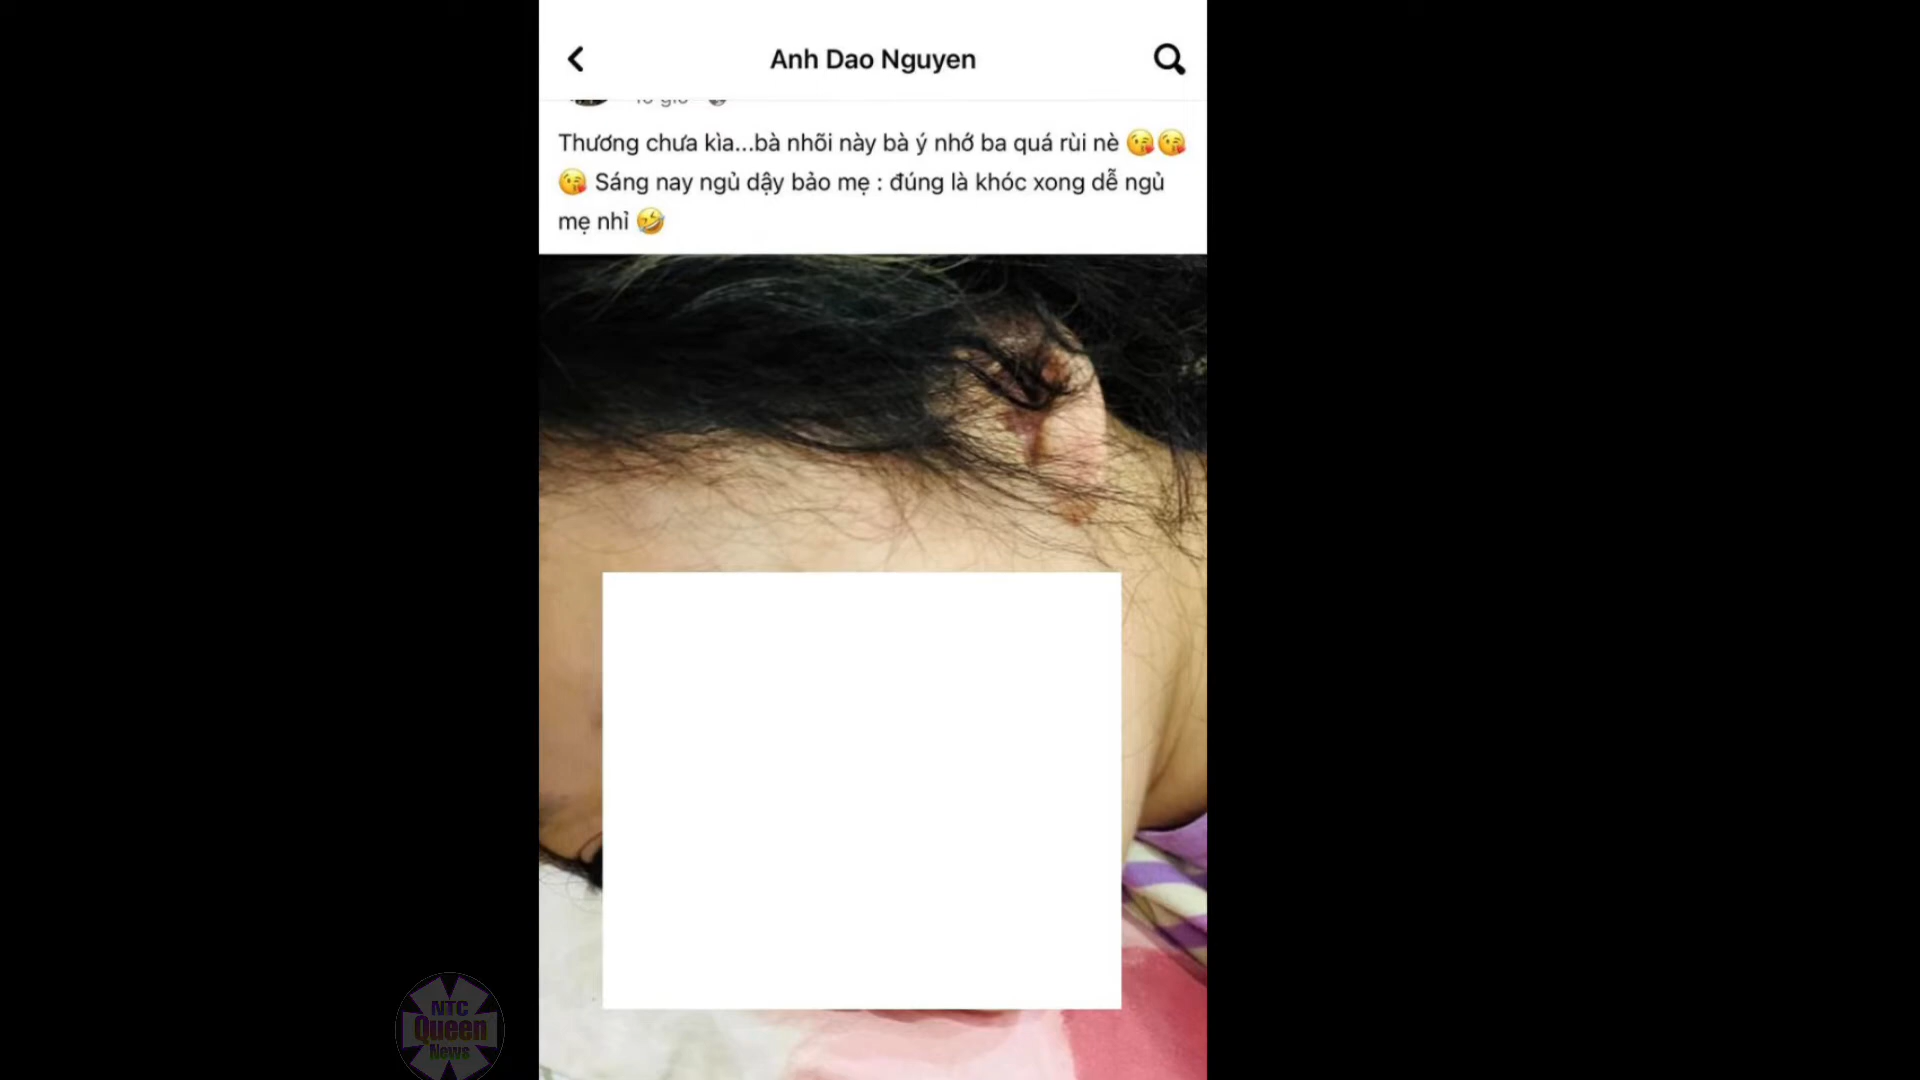 Anh Dao Nguyen
Thương chưa kìa...bà nhõi này bà ý nhớ ba quá rùi nè 😘😘
😘 Sáng nay ngủ dậy bảo mẹ : đúng là khóc xong dễ ngủ
mẹ nhỉ 🤣
NTC
Queen
News